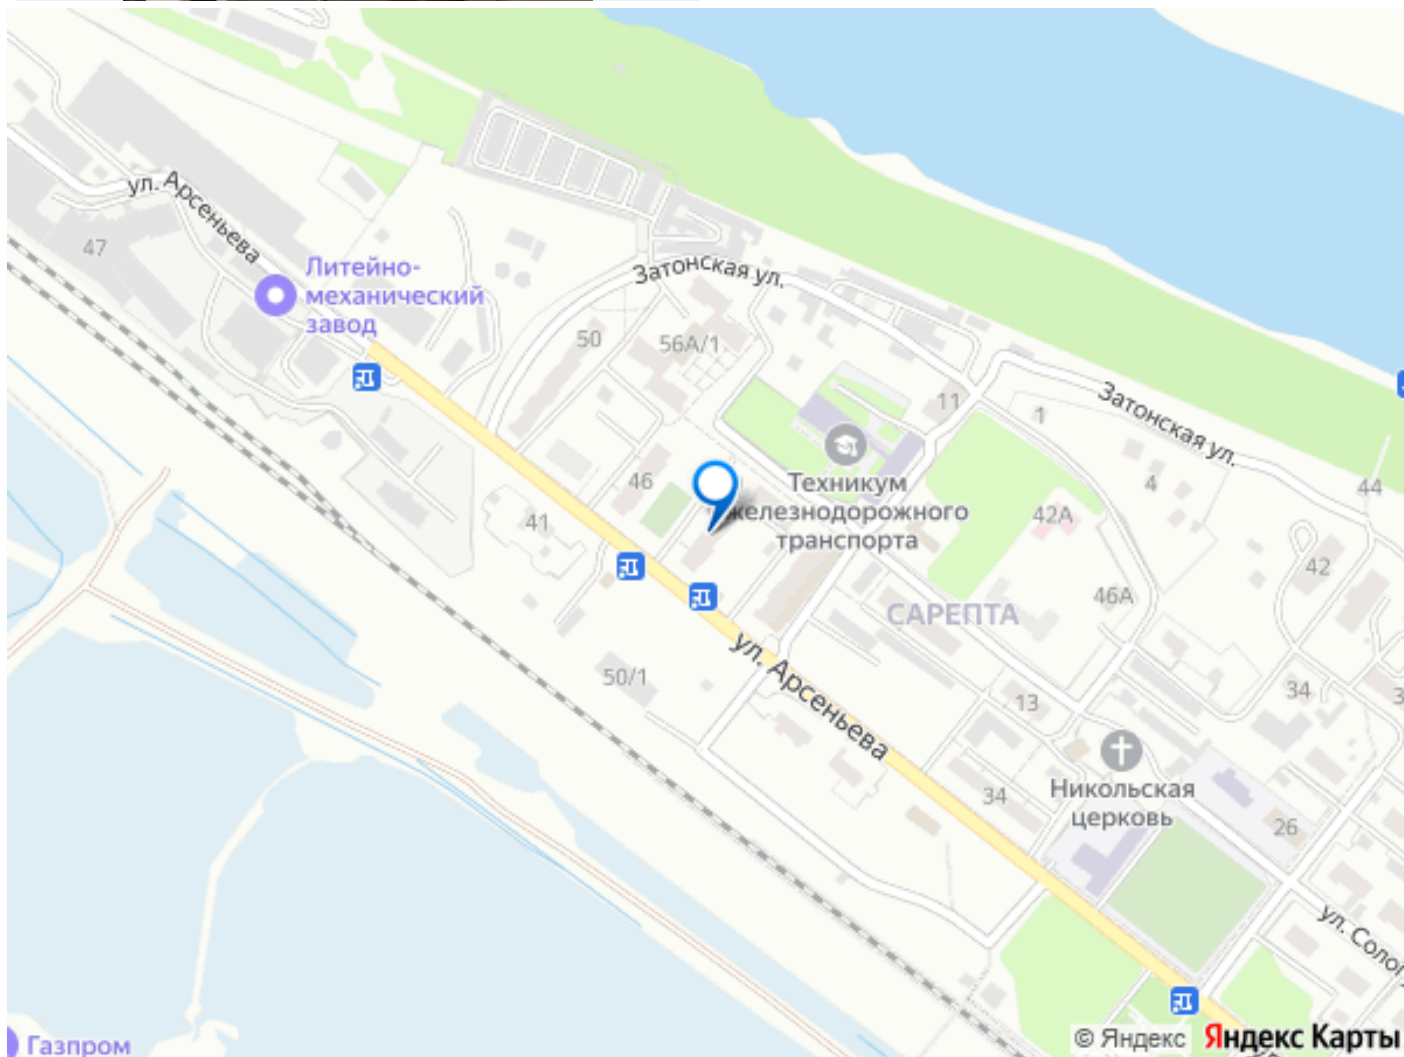 ул. Арсеньева
47
Литейно-
механический
завод
Затонская ул.
50
56А/1
11
1
Затонская ул.
4
44
Техникум
железнодорожного
транспорта
46
41
42А
42
46А
САРЕПТА
50/1
ул. Арсеньева
34
13
Никольская
церковь
34
26
ул. Соло
Газпром
© Яндекс
Яндекс Карты